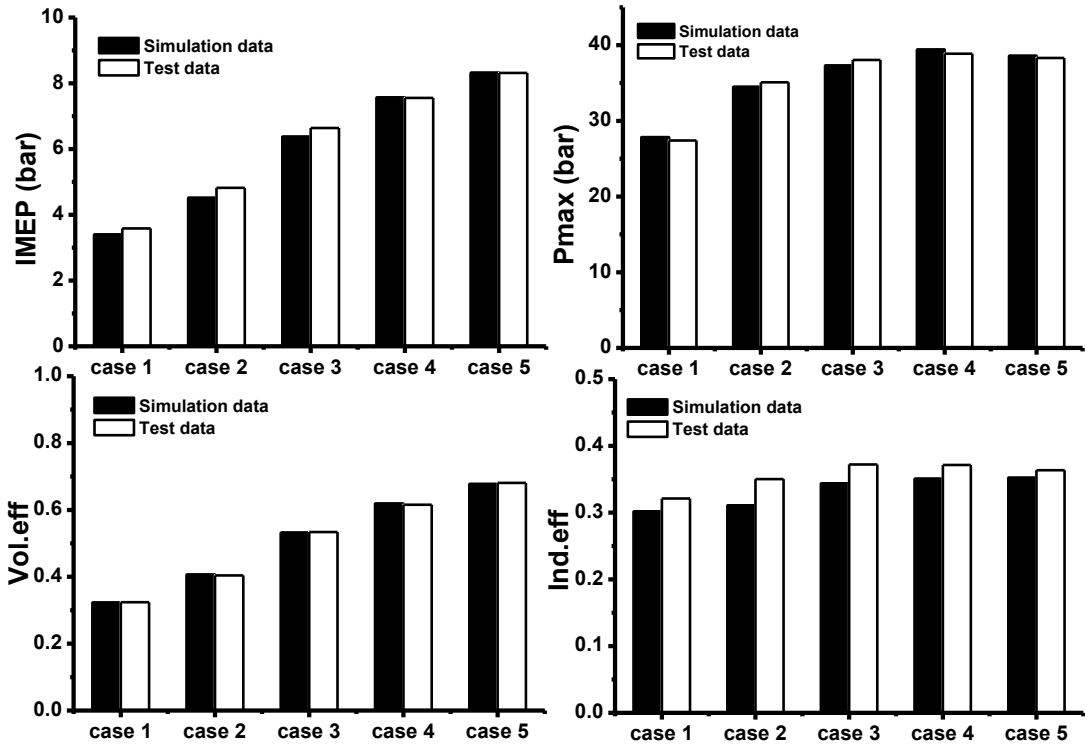 10
8
6
4
2
0
IMEP (bar)
Simulation data
Test data
case 1 case 2 case 3 case 4 case 5
40
30
20
10
0
Pmax (bar)
Simulation data
Test data
case 1 case 2 case 3 case 4 case 5
1.0
0.8
0.6
0.4
0.2
0.0
Vol.eff
Simulation data
Test data
case 1 case 2 case 3 case 4 case 5
0.5
0.4
0.3
0.2
0.1
0.0
Ind.eff
Simulation data
Test data
case 1 case 2 case 3 case 4 case 5